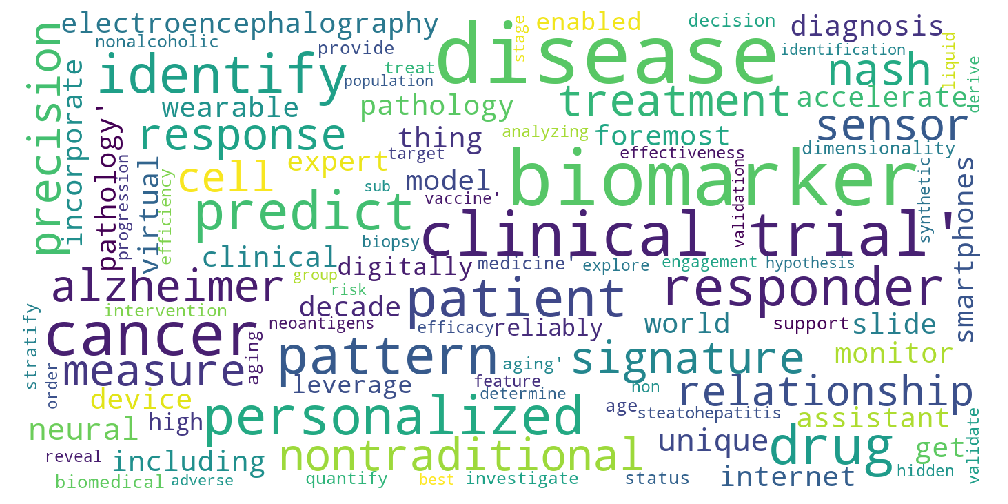 electroencephalography
nonalcoholic
provide
disease
stage
enabled
decision
diagnosis
identification
liquid
precision
incorporate
identify
treat
population
wearable
pathology
treatment
nash
accelerate
derive
response
thing
analyzing
foremost
sensor
dimensionality
pathology'
progression
virtual
efficiency
cell
expert
target
model
sub
vaccine'
effectiveness
biomarker
validations
synthetic
smartphones
predict
clinical
biopsy
clinical trial'
digitally
medicine'
explore
engagement
hypothesis
group
risk
alzheimer
decade
patient
responder
intervention
neoantigens
efficacy
reliably
world
support
slide
stratify
order
cancer
measure
aging
pattern
aging'
signature
monitor
leverage
feature
determine
non
relationship
device
high
personalized
age
steatohepatitis
assistant
validate
neural
including
nontraditional
unique
drug
get
reveal
biomedical
adverse
quantify
best
investigate
status
internet
hidden